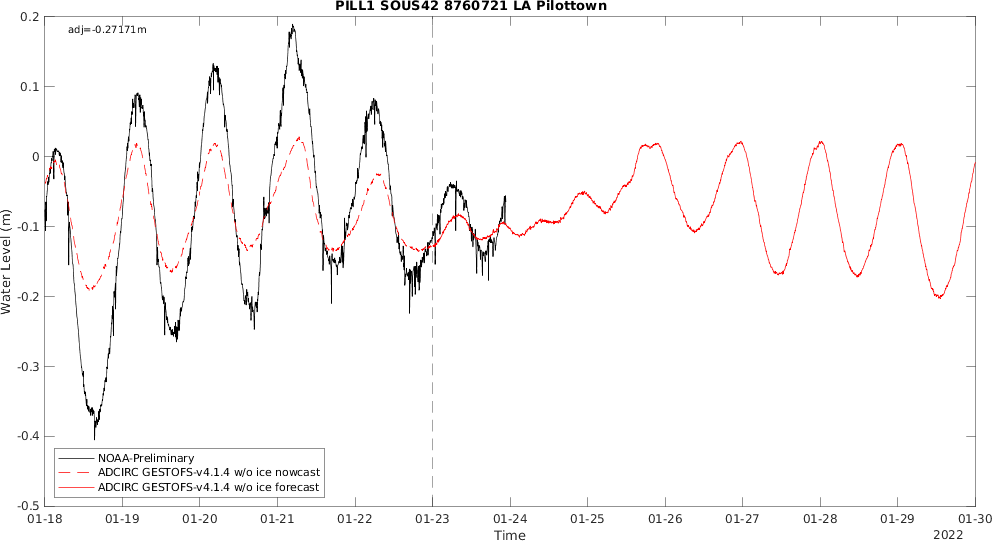 PILL1 SOUS42 8760721 LA Pilottown
adj=-0.27171m
0.2
0.1
0
-0.1
-0.2
-0.3
-0.4
-0.5
Water Level (m)
NOAA-Preliminary
ADCIRC GESTOFS-v4.1.4 w/o ice nowcast
ADCIRC GESTOFS-v4.1.4 w/o ice forecast
01-18 01-19 01-20 01-21 01-22 01-23 01-24 01-25 01-26 01-27 01-28 01-29 01-30
Time
2022